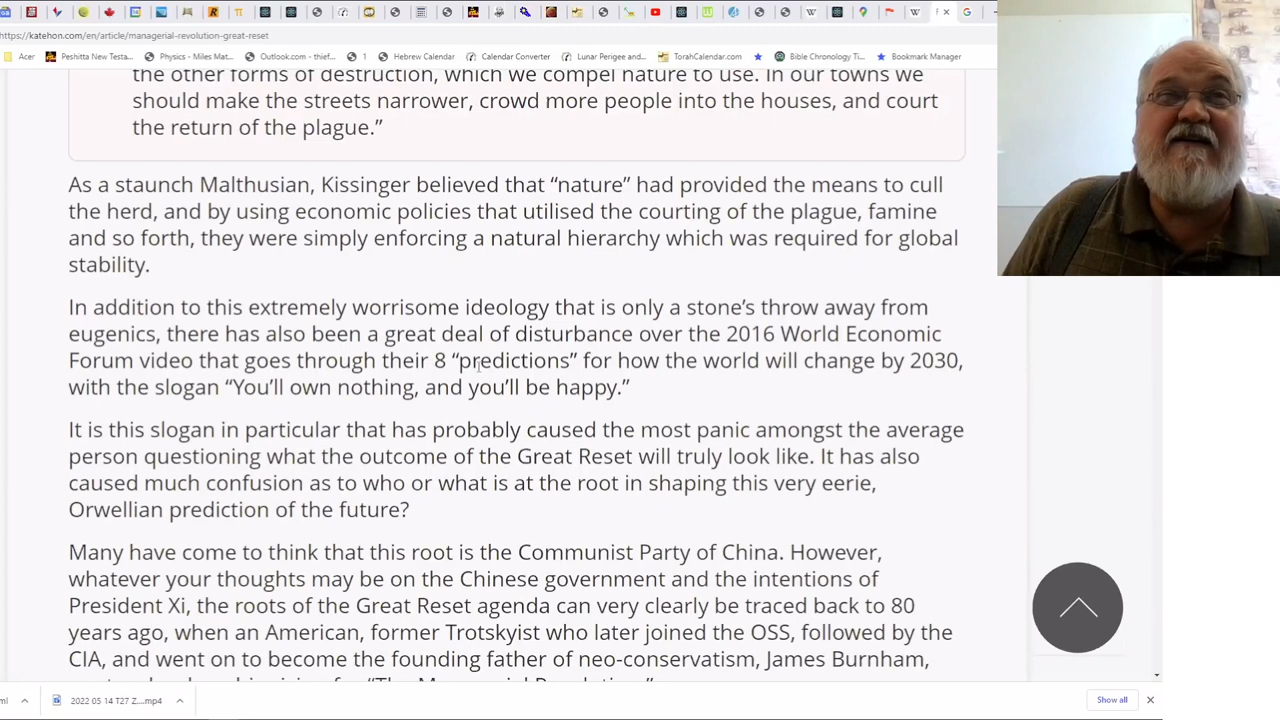 https://katehon.com/en/article/managerial-revolution-great-reset
Acer
Peshitta New Testa...
Physics - Miles Mat...
Outlook.com - thief...
1
Hebrew Calendar
Calendar Converter
Lunar Perigee and...
TorahCalendar.com
Bible Chronology Ti...
Bookmark Manager
the other forms of destruction, which we compel nature to use. In our towns we
should make the streets narrower, crowd more people into the houses, and court
the return of the plague.”
As a staunch Malthusian, Kissinger believed that “nature” had provided the means to cull
the herd, and by using economic policies that utilised the courting of the plague, famine
and so forth, they were simply enforcing a natural hierarchy which was required for global
stability.
In addition to this extremely worrisome ideology that is only a stone’s throw away from
eugenics, there has also been a great deal of disturbance over the 2016 World Economic
Forum video that goes through their 8 “predictions” for how the world will change by 2030,
with the slogan “You’ll own nothing, and you’ll be happy.”
It is this slogan in particular that has probably caused the most panic amongst the average
person questioning what the outcome of the Great Reset will truly look like. It has also
caused much confusion as to who or what is at the root in shaping this very eerie,
Orwellian prediction of the future?
Many have come to think that this root is the Communist Party of China. However,
whatever your thoughts may be on the Chinese government and the intentions of
President Xi, the roots of the Great Reset agenda can very clearly be traced back to 80
years ago, when an American, former Trotskyist who later joined the OSS, followed by the
CIA, and went on to become the founding father of neo-conservatism, James Burnham,
2022 05 14 T27 Z....mp4
Show all